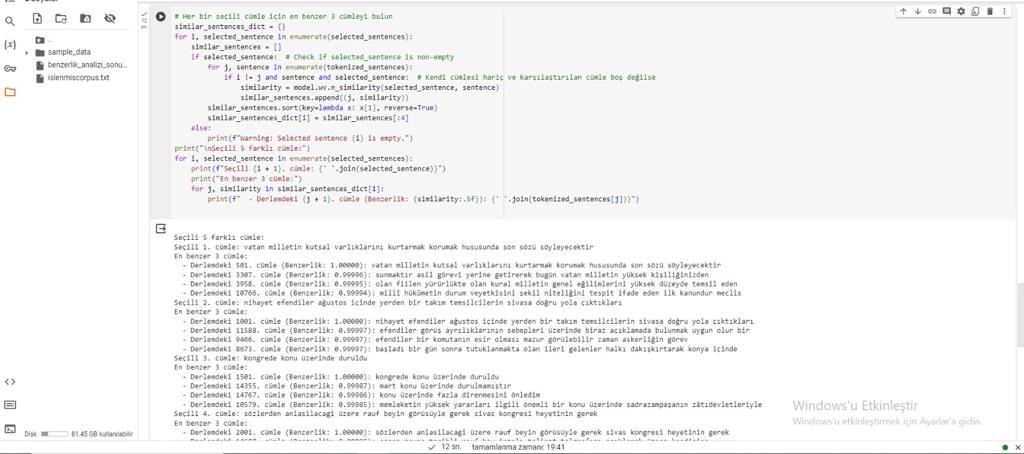 # Her bir seçili cümle için en benzer 3 cümleyi bulun
similar_sentences_dict = {}
for i, selected_sentence in enumerate(selected_sentences):
similar_sentences = []
if selected_sentence:  # Check if selected_sentence is non-empty
for j, sentence in enumerate(tokenized_sentences):
if i != j and sentence and selected_sentence:  # Kendi cümlesi hariç ve karşılaştırılan cümle boş değilse
similarity = model.wv.n_similarity(selected_sentence, sentence)
similar_sentences.append((j, similarity))
similar_sentences.sort(key=lambda x: x[1], reverse=True)
similar_sentences_dict[i] = similar_sentences[:4]
else:
print(f"Warning: Selected sentence {i} is empty.")
print("\nSeçili 5 farklı cümle:")
for i, selected_sentence in enumerate(selected_sentences):
print(f"Seçili {i + 1}. cümle: {' '.join(selected_sentence)}")
print("En benzer 3 cümle:")
for j, similarity in similar_sentences_dict[i]:
print(f"  - Derlemdeki {j + 1}. cümle (Benzerlik: {similarity:.5f}): {' '.join(tokenized_sentences[j])}")
{x}
..
sample_data
benzerlik_analizi_sonu...
islenmiscorpus.txt
12
sn.
Seçili 5 farklı cümle:
Seçili 1. cümle: vatan milletin kutsal varlıklarını kurtarmak korumak hususunda son sözü söyleyecektir
En benzer 3 cümle:
- Derlemdeki 501. cümle (Benzerlik: 1.00000): vatan milletin kutsal varlıklarını kurtarmak korumak hususunda son sözü söyleyecektir
- Derlemdeki 3307. cümle (Benzerlik: 0.99996): sunmaktır asil görevi yerine getirerek bugün vatan milletin yüksek kişiliğinizden
- Derlemdeki 3958. cümle (Benzerlik: 0.99995): olan fiilen yürürlükte olan kural milletin genel eğilimlerini yüksek düzeyde temsil eden
- Derlemdeki 10766. cümle (Benzerlik: 0.99994): milli hükûmetin durum veyetkisini şekil niteliğini tespit ifade eden ilk kanundur meclis
Seçili 2. cümle: nihayet efendiler ağustos içinde yerden bir takım temsilcilerin sivasa doğru yola çıktıkları
En benzer 3 cümle:
- Derlemdeki 1001. cümle (Benzerlik: 1.00000): nihayet efendiler ağustos içinde yerden bir takım temsilcilerin sivasa doğru yola çıktıkları
- Derlemdeki 11588. cümle (Benzerlik: 0.99997): efendiler görüş ayrılıklarının sebepleri üzerinde biraz açıklamada bulunmak uygun olur bir
- Derlemdeki 9466. cümle (Benzerlik: 0.99997): efendiler bir komutanın esir olması mazur görülebilir zaman askerliğin görev
- Derlemdeki 8673. cümle (Benzerlik: 0.99997): başladı bir gün sonra tutuklanmakta olan ileri gelenler halkı dakışkırtarak konya içinde
Seçili 3. cümle: kongrede konu üzerinde duruldu
En benzer 3 cümle:
- Derlemdeki 1501. cümle (Benzerlik: 1.00000): kongrede konu üzerinde duruldu
- Derlemdeki 14355. cümle (Benzerlik: 0.99987): mart konu üzerinde durulmamıştır
- Derlemdeki 14767. cümle (Benzerlik: 0.99986): konu üzerinde fazla direnmesini önledim
- Derlemdeki 10579. cümle (Benzerlik: 0.99985): memleketin yüksek yararları ilgili önemli bir konu üzerinde sadrazampaşanın zâtıdevletleriyle
Seçili 4. cümle: sözlerden anlasilacagi üzere rauf beyin görüsüyle gerek sivas kongresi heyetinin gerek
En benzer 3 cümle:
- Derlemdeki 2001. cümle (Benzerlik: 1.00000): sözlerden anlasilacagi üzere rauf beyin görüsüyle gerek sivas kongresi heyetinin gerek
Windows'u Etkinleştir
Windows'u etkinleştirmek için Ayarlar'a gidin.
Disk 81.45 GB kullanılabilir
12 sn. tamamlanma zamanı: 19:41